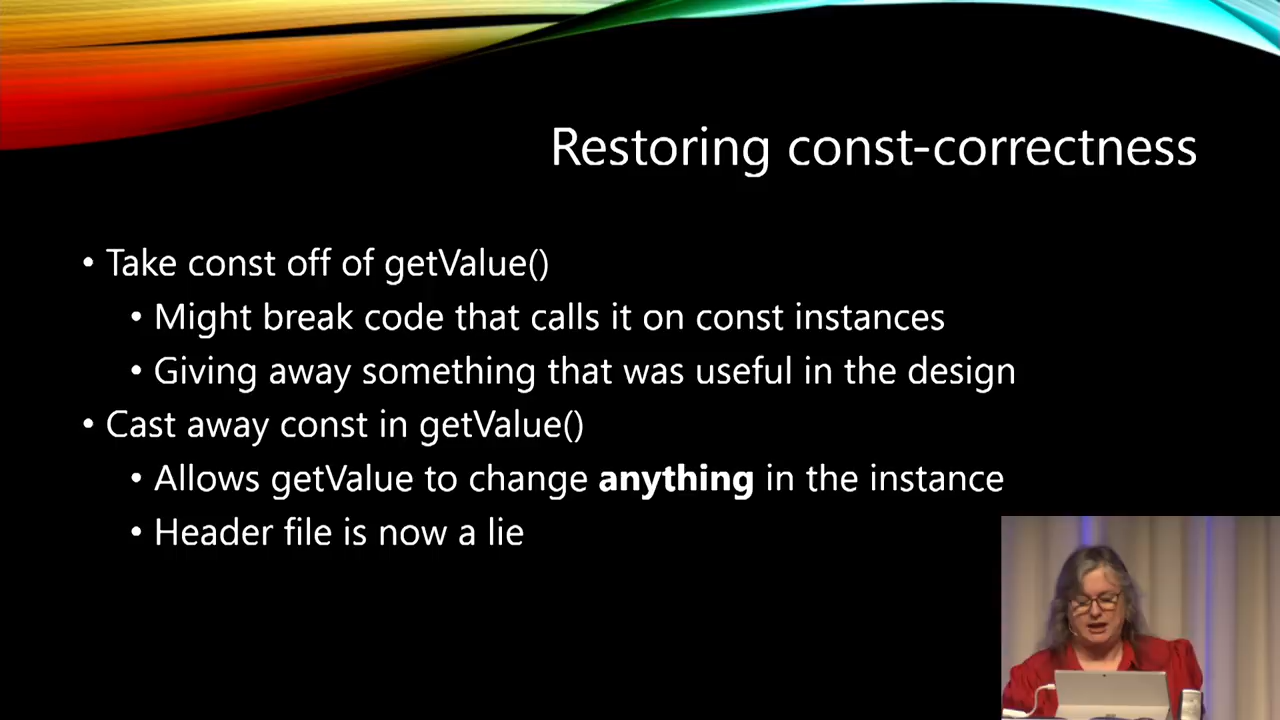 Restoring const-correctness
• Take const off of getValue()
• Might break code that calls it on const instances
• Giving away something that was useful in the design
• Cast away const in getValue()
• Allows getValue to change anything in the instance
• Header file is now a lie